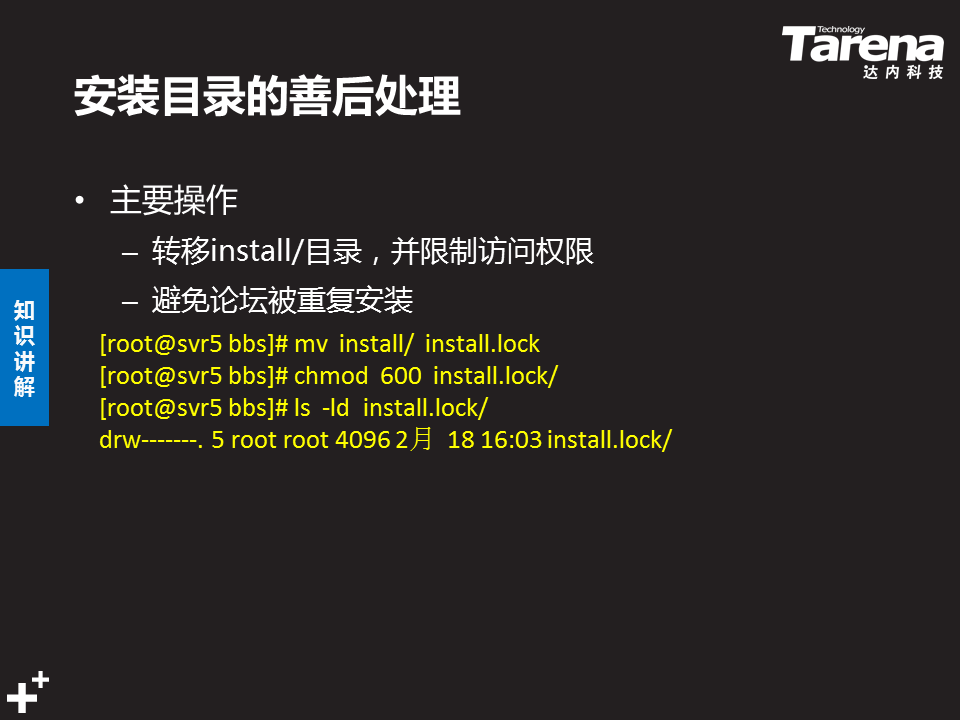 Technology
Tarena
达内科技
安装目录的善后处理
• 主要操作
– 转移install/目录，并限制访问权限
– 避免论坛被重复安装
知识讲解
[root@svr5 bbs]# mv  install/  install.lock
[root@svr5 bbs]# chmod  600  install.lock/
[root@svr5 bbs]# ls  -ld  install.lock/
drw-------. 5 root root 4096 2月  18 16:03 install.lock/